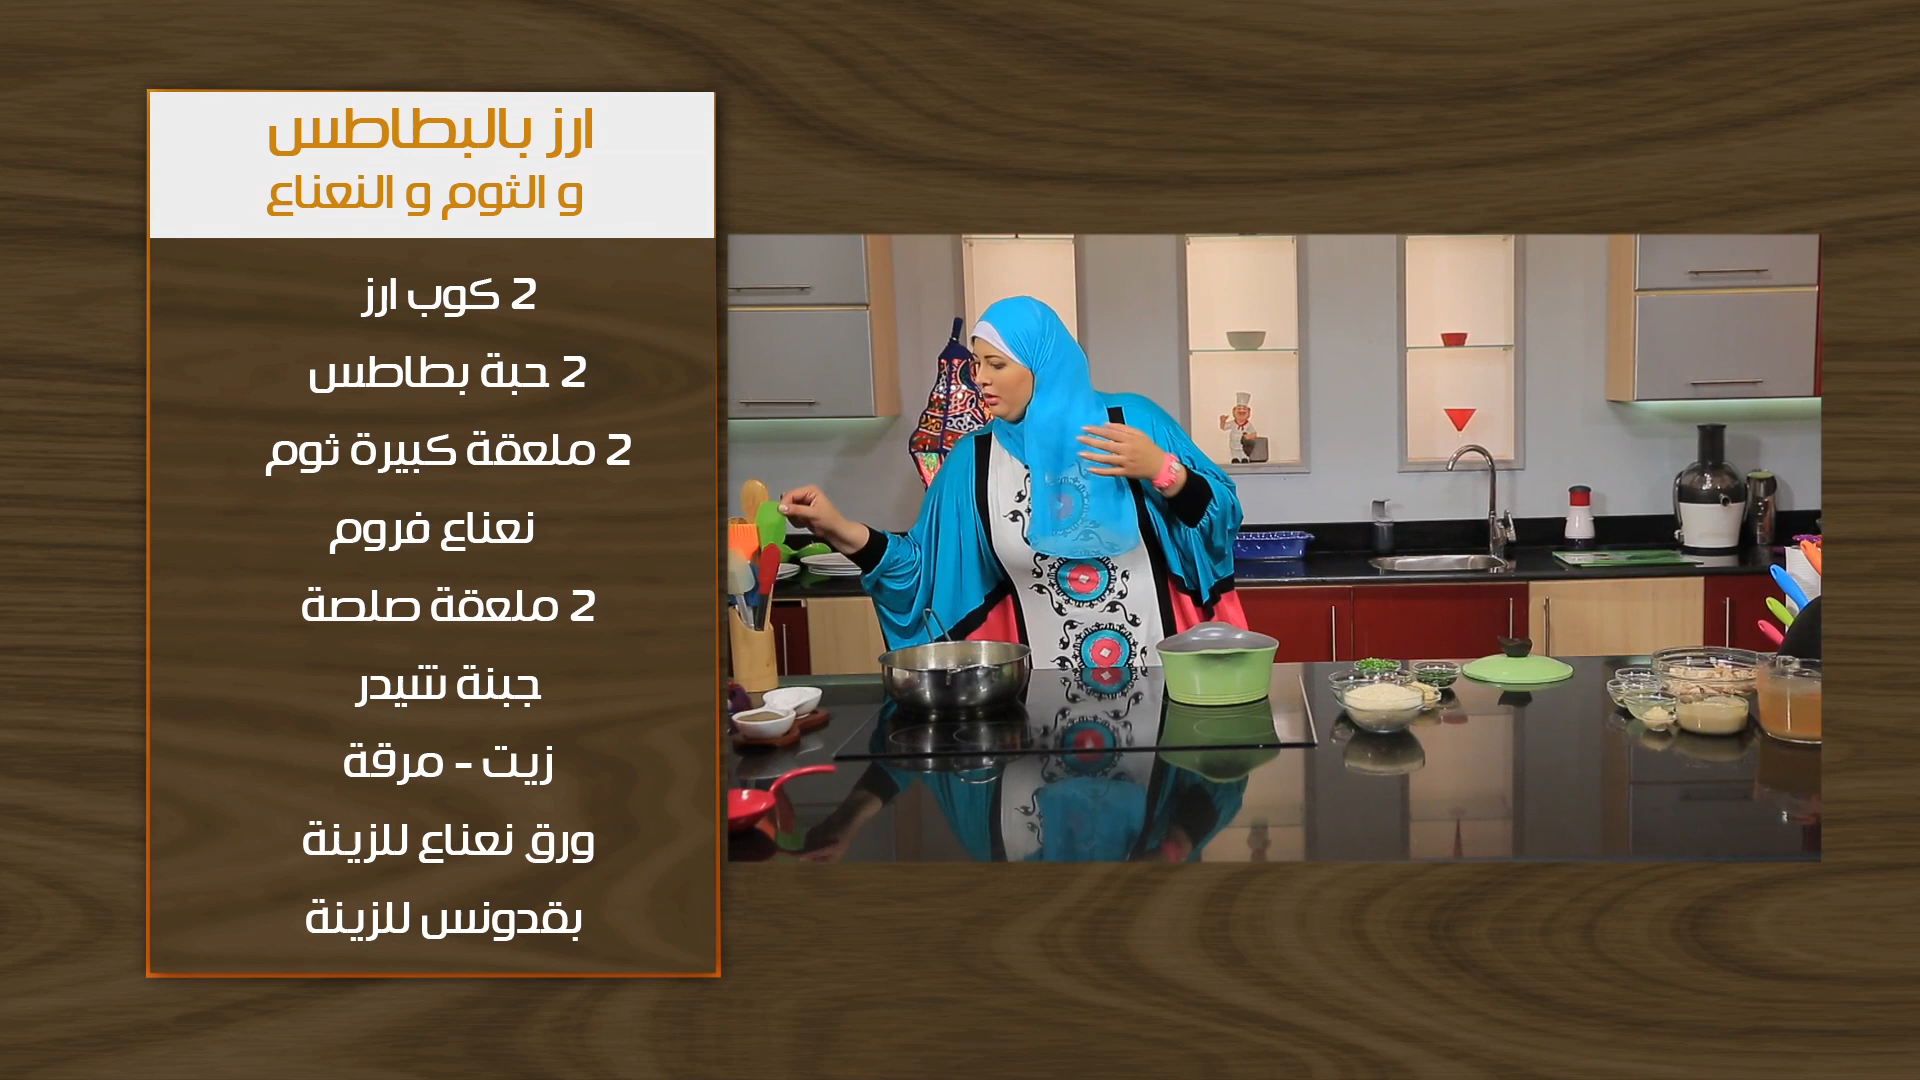 ارز بالبطاطس
و الثوم و النعناع
2 كوب ارز
2 حبة بطاطس
2 ملعقة كبيرة ثوم
نعناع فروم
2 ملعقة صلصة
جبنة شيدر
زيت - مرقة
ورق نعناع للزينة
بقدونس للزينة